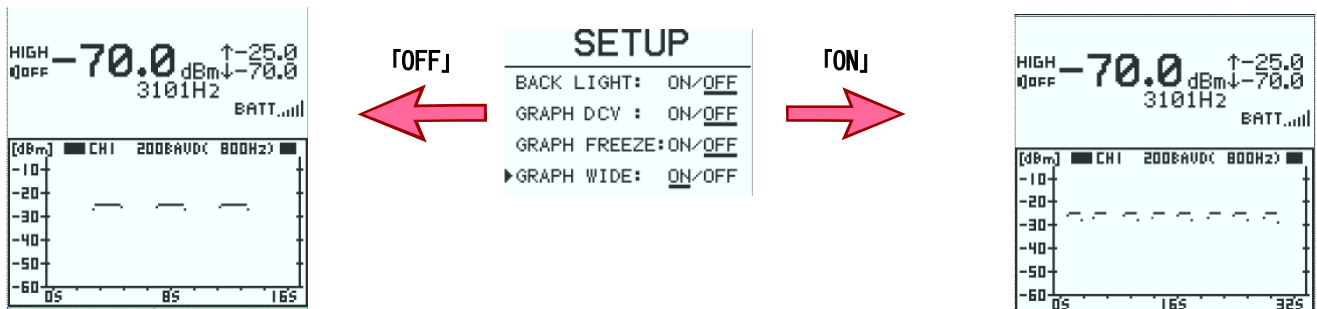 HIGH -70.0 dBm ↑-25.0
OFF ↓-70.0
3101Hz
BATT
[dBm] CH1 200BAUD( 800Hz)
-10
-20
-30
-40
-50
-60
0S 8S 16S
「OFF」
SETUP
BACK LIGHT: ON/OFF
GRAPH DCV : ON/OFF
GRAPH FREEZE:ON/OFF
▶GRAPH WIDE: ON/OFF
「ON」
HIGH -70.0 dBm ↑-25.0
OFF ↓-70.0
3101Hz
BATT
[dBm] CH1 200BAUD( 800Hz)
-10
-20
-30
-40
-50
-60
0S 16S 32S